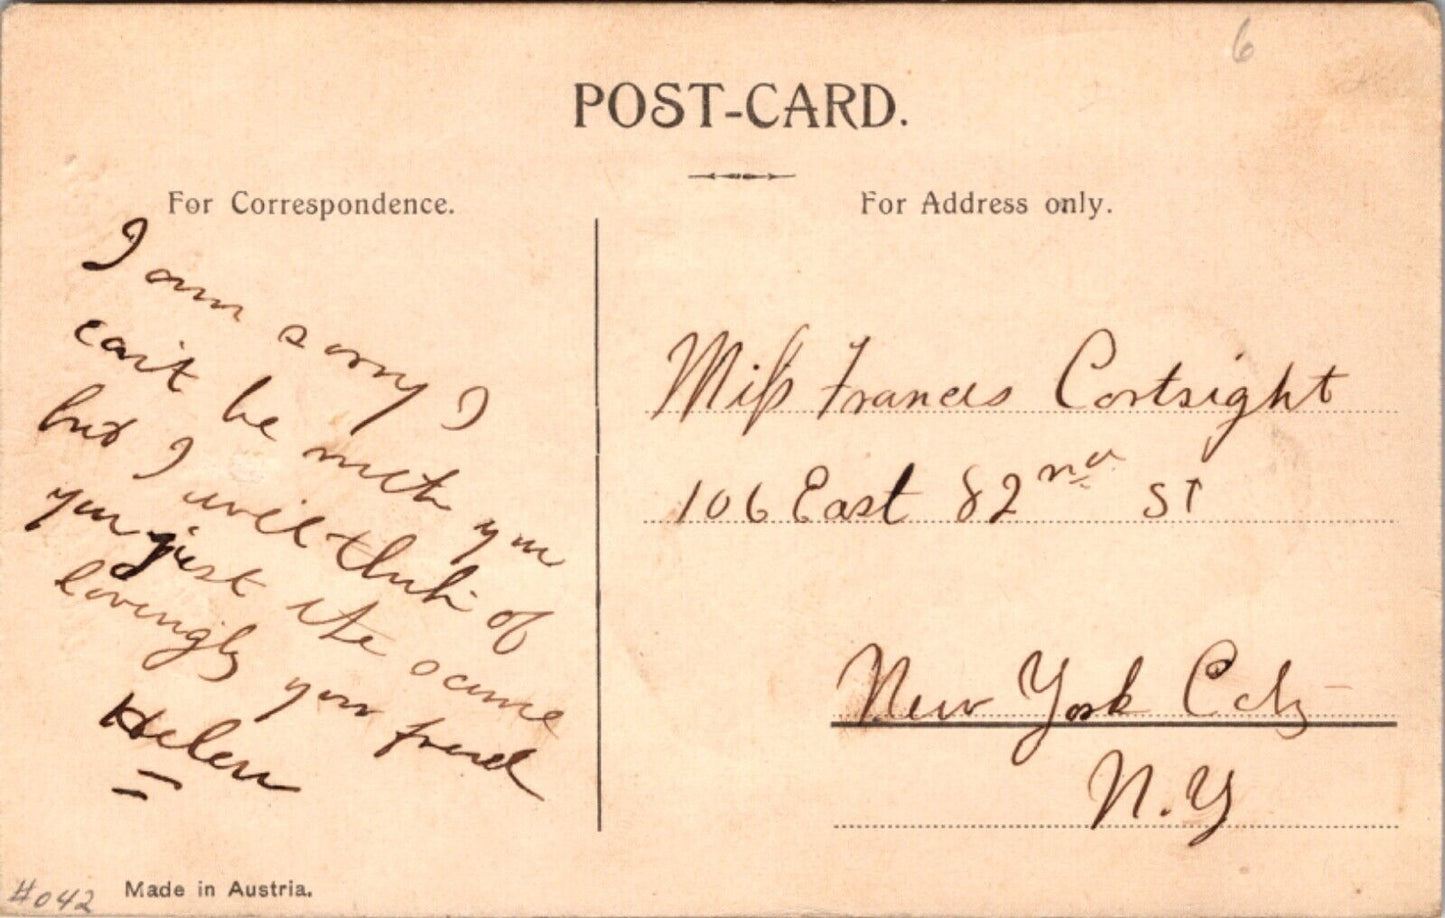 6
POST-CARD.
For Correspondence.
I am sorry I
can't be with you
but I will think of
you just the same
lovingly your friend
Helen
For Address only.
Miss Frances Cortright
106 East 82nd ST
New York City
N.Y
#042
Made in Austria.